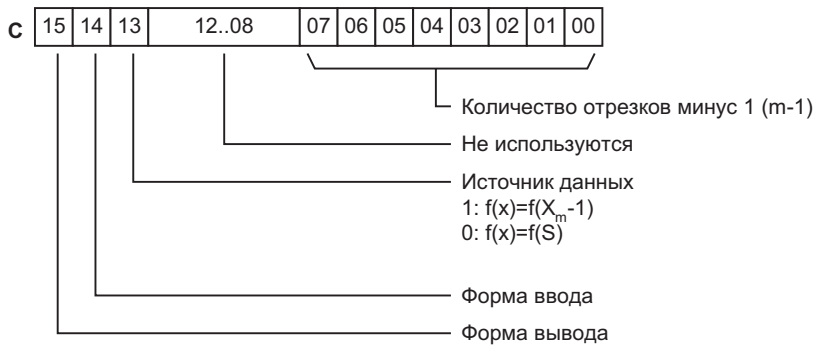 С 15 14 13 12..08 07 06 05 04 03 02 01 00
Количество отрезков минус 1 (m-1)
Не используются
Источник данных
1: f(x)=f(Xm-1)
0: f(x)=f(S)
Форма ввода
Форма вывода